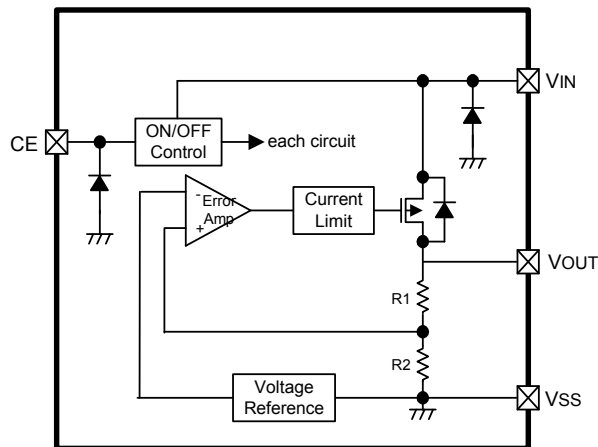 VIN
CE
ON/OFF
Control
each circuit
-
Error
Amp
+
Current
Limit
VOUT
R1
R2
Voltage
Reference
VSS